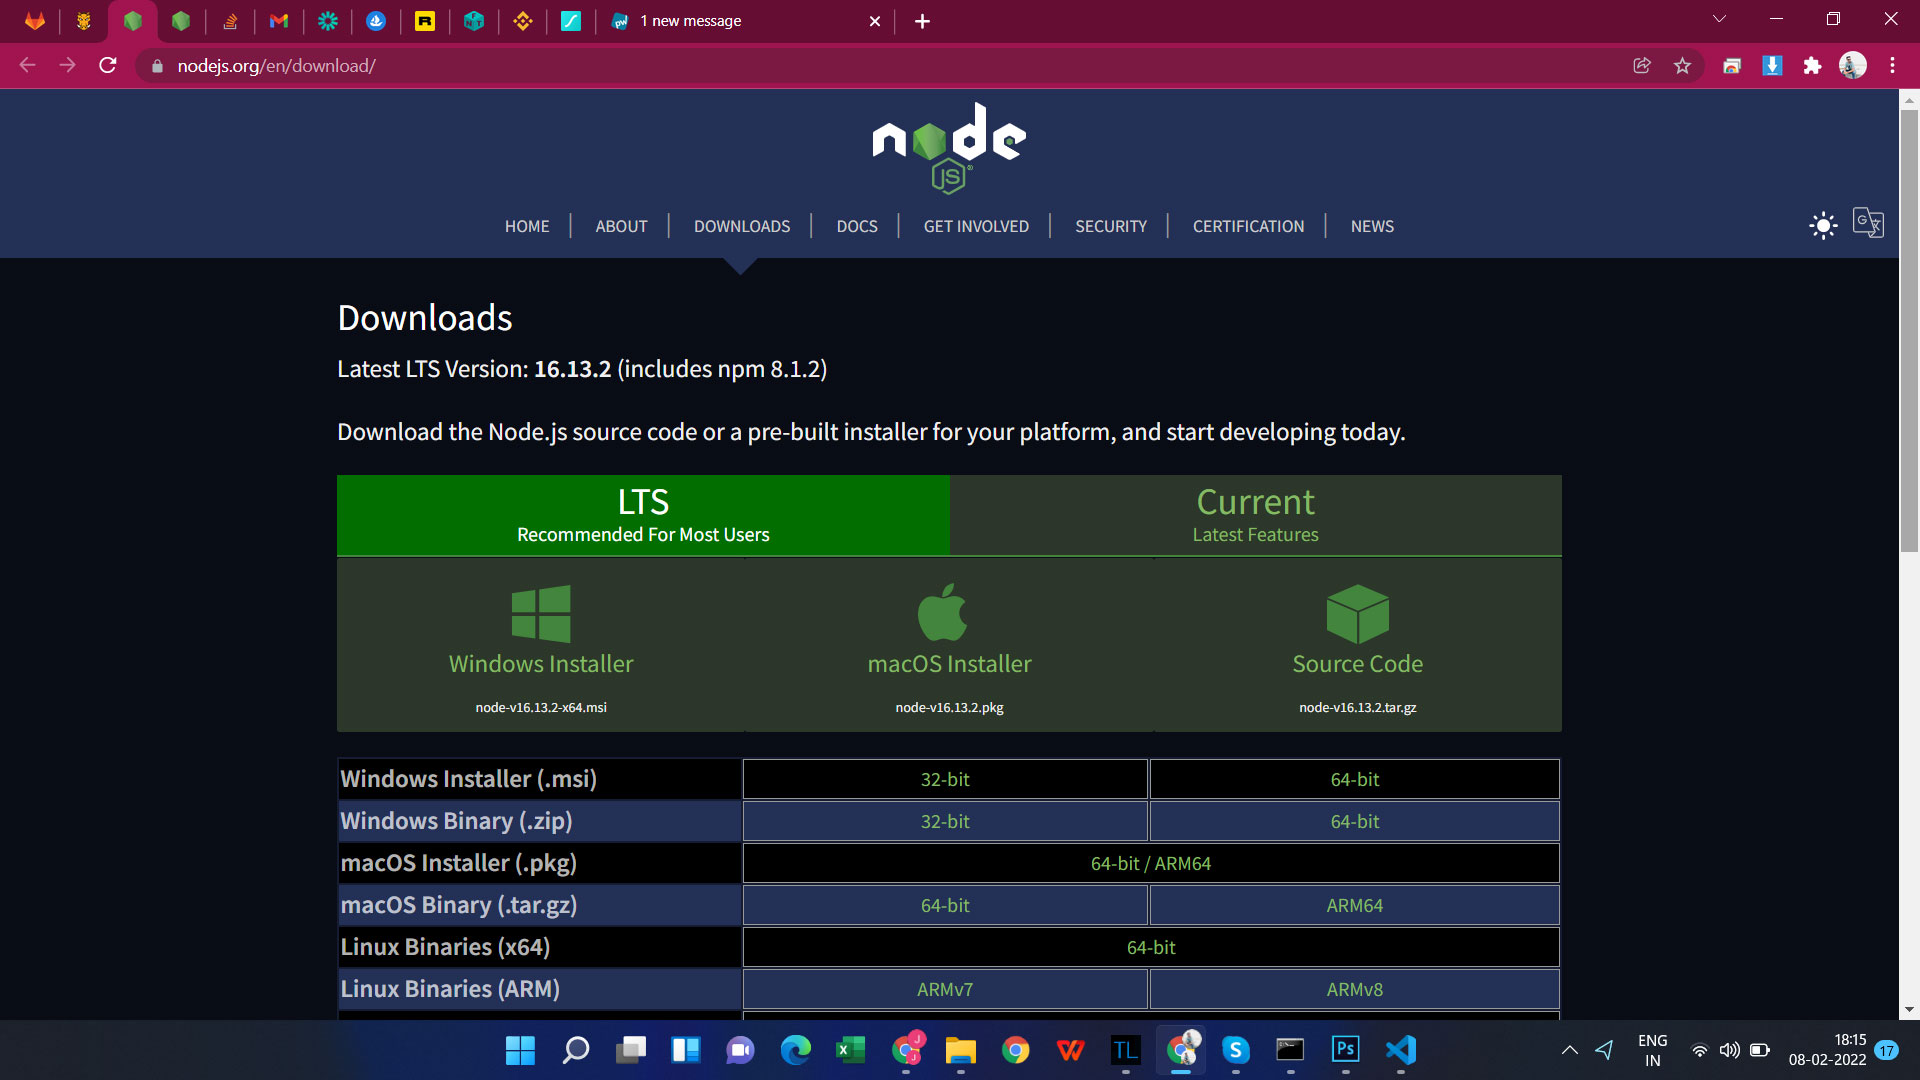 1 new message
nodejs.org/en/download/
node
JS
HOME ABOUT DOWNLOADS DOCS GET INVOLVED SECURITY CERTIFICATION NEWS
Downloads
Latest LTS Version: 16.13.2 (includes npm 8.1.2)
Download the Node.js source code or a pre-built installer for your platform, and start developing today.
LTS Current
Recommended For Most Users Latest Features
Windows Installer macOS Installer Source Code
node-v16.13.2-x64.msi node-v16.13.2.pkg node-v16.13.2.tar.gz
Windows Installer (.msi) 32-bit 64-bit
Windows Binary (.zip) 32-bit 64-bit
macOS Installer (.pkg) 64-bit / ARM64
macOS Binary (.tar.gz) 64-bit ARM64
Linux Binaries (x64) 64-bit
Linux Binaries (ARM) ARMv7 ARMv8
TL Ps
ENG 18:15
IN 08-02-2022 17